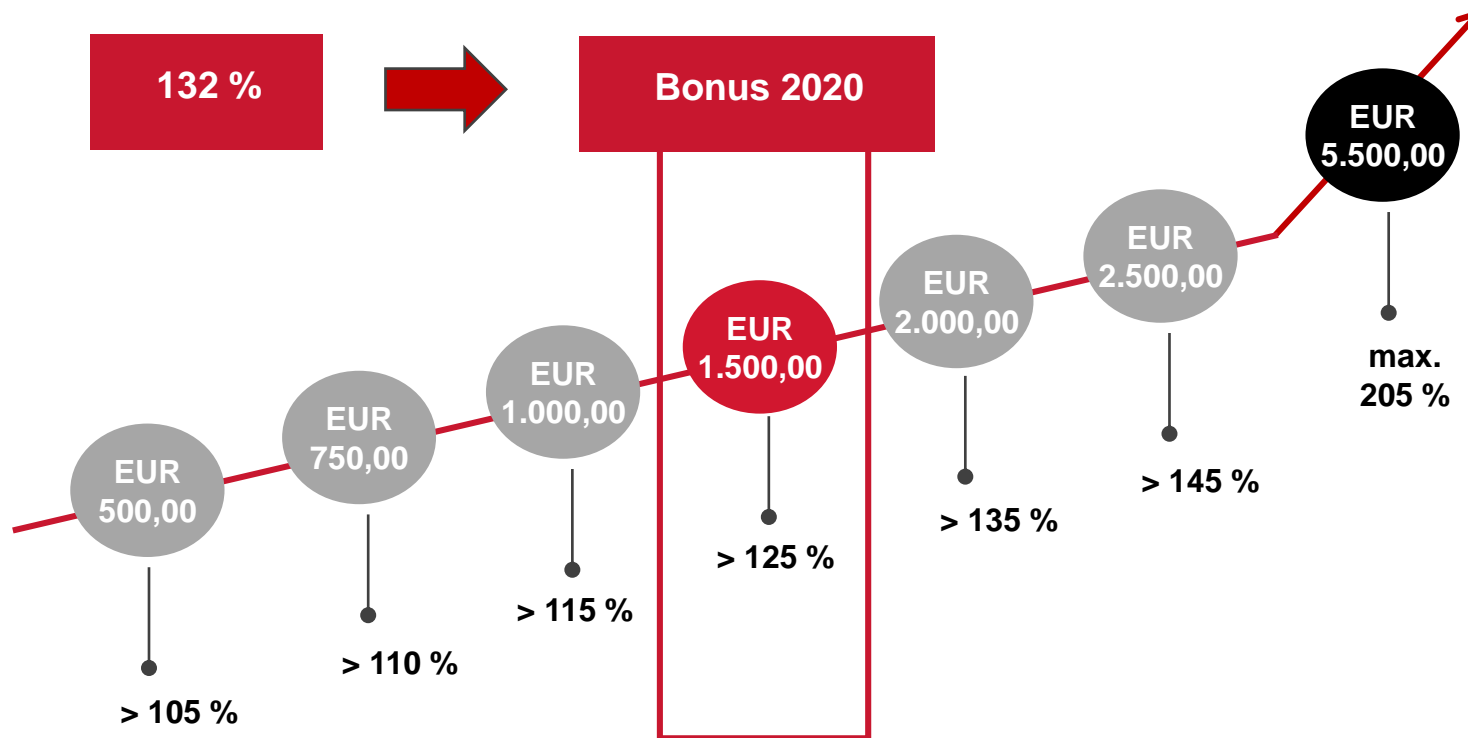 132 %
Bonus 2020
EUR
500,00
> 105 %
EUR
750,00
> 110 %
EUR
1.000,00
> 115 %
EUR
1.500,00
> 125 %
EUR
2.000,00
> 135 %
EUR
2.500,00
> 145 %
EUR
5.500,00
max.
205 %